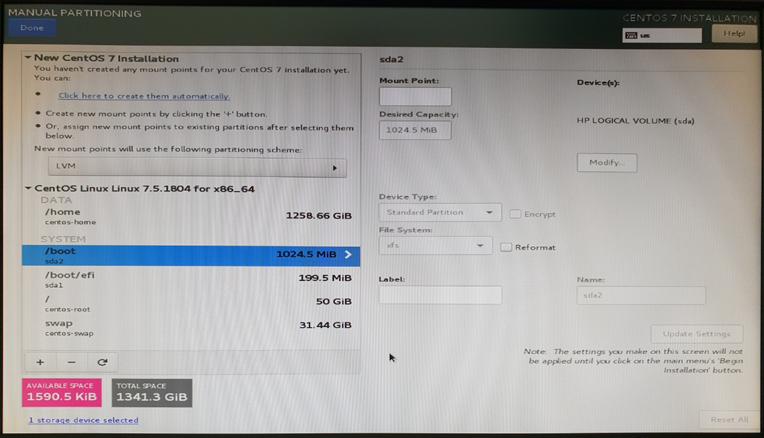 MANUAL PARTITIONING
CENTOS 7 INSTALLATION
Done
us
Help!
New CentOS 7 Installation
You haven't created any mount points for your CentOS 7 installation yet.
You can:
Click here to create them automatically.
Create new mount points by clicking the '+' button.
Or, assign new mount points to existing partitions after selecting them
below.
New mount points will use the following partitioning scheme:
LVM
CentOS Linux Linux 7.5.1804 for x86_64
DATA
/home
centos-home
1258.66 GiB
SYSTEM
/boot
sda2
1024.5 MiB
/boot/efi
sda1
199.5 MiB
/
centos-root
50 GiB
swap
centos-swap
31.44 GiB
+ −
AVAILABLE SPACE
1590.5 KiB
TOTAL SPACE
1341.3 GiB
1 storage device selected
sda2
Mount Point:
Device(s):
Desired Capacity:
1024.5 MiB
HP LOGICAL VOLUME (sda)
Modify...
Device Type:
Standard Partition
Encrypt
File System:
xfs
Reformat
Label:
Name:
sda2
Update Settings
Note: The settings you make on this screen will not
be applied until you click on the main menu's 'Begin
Installation' button.
Reset All